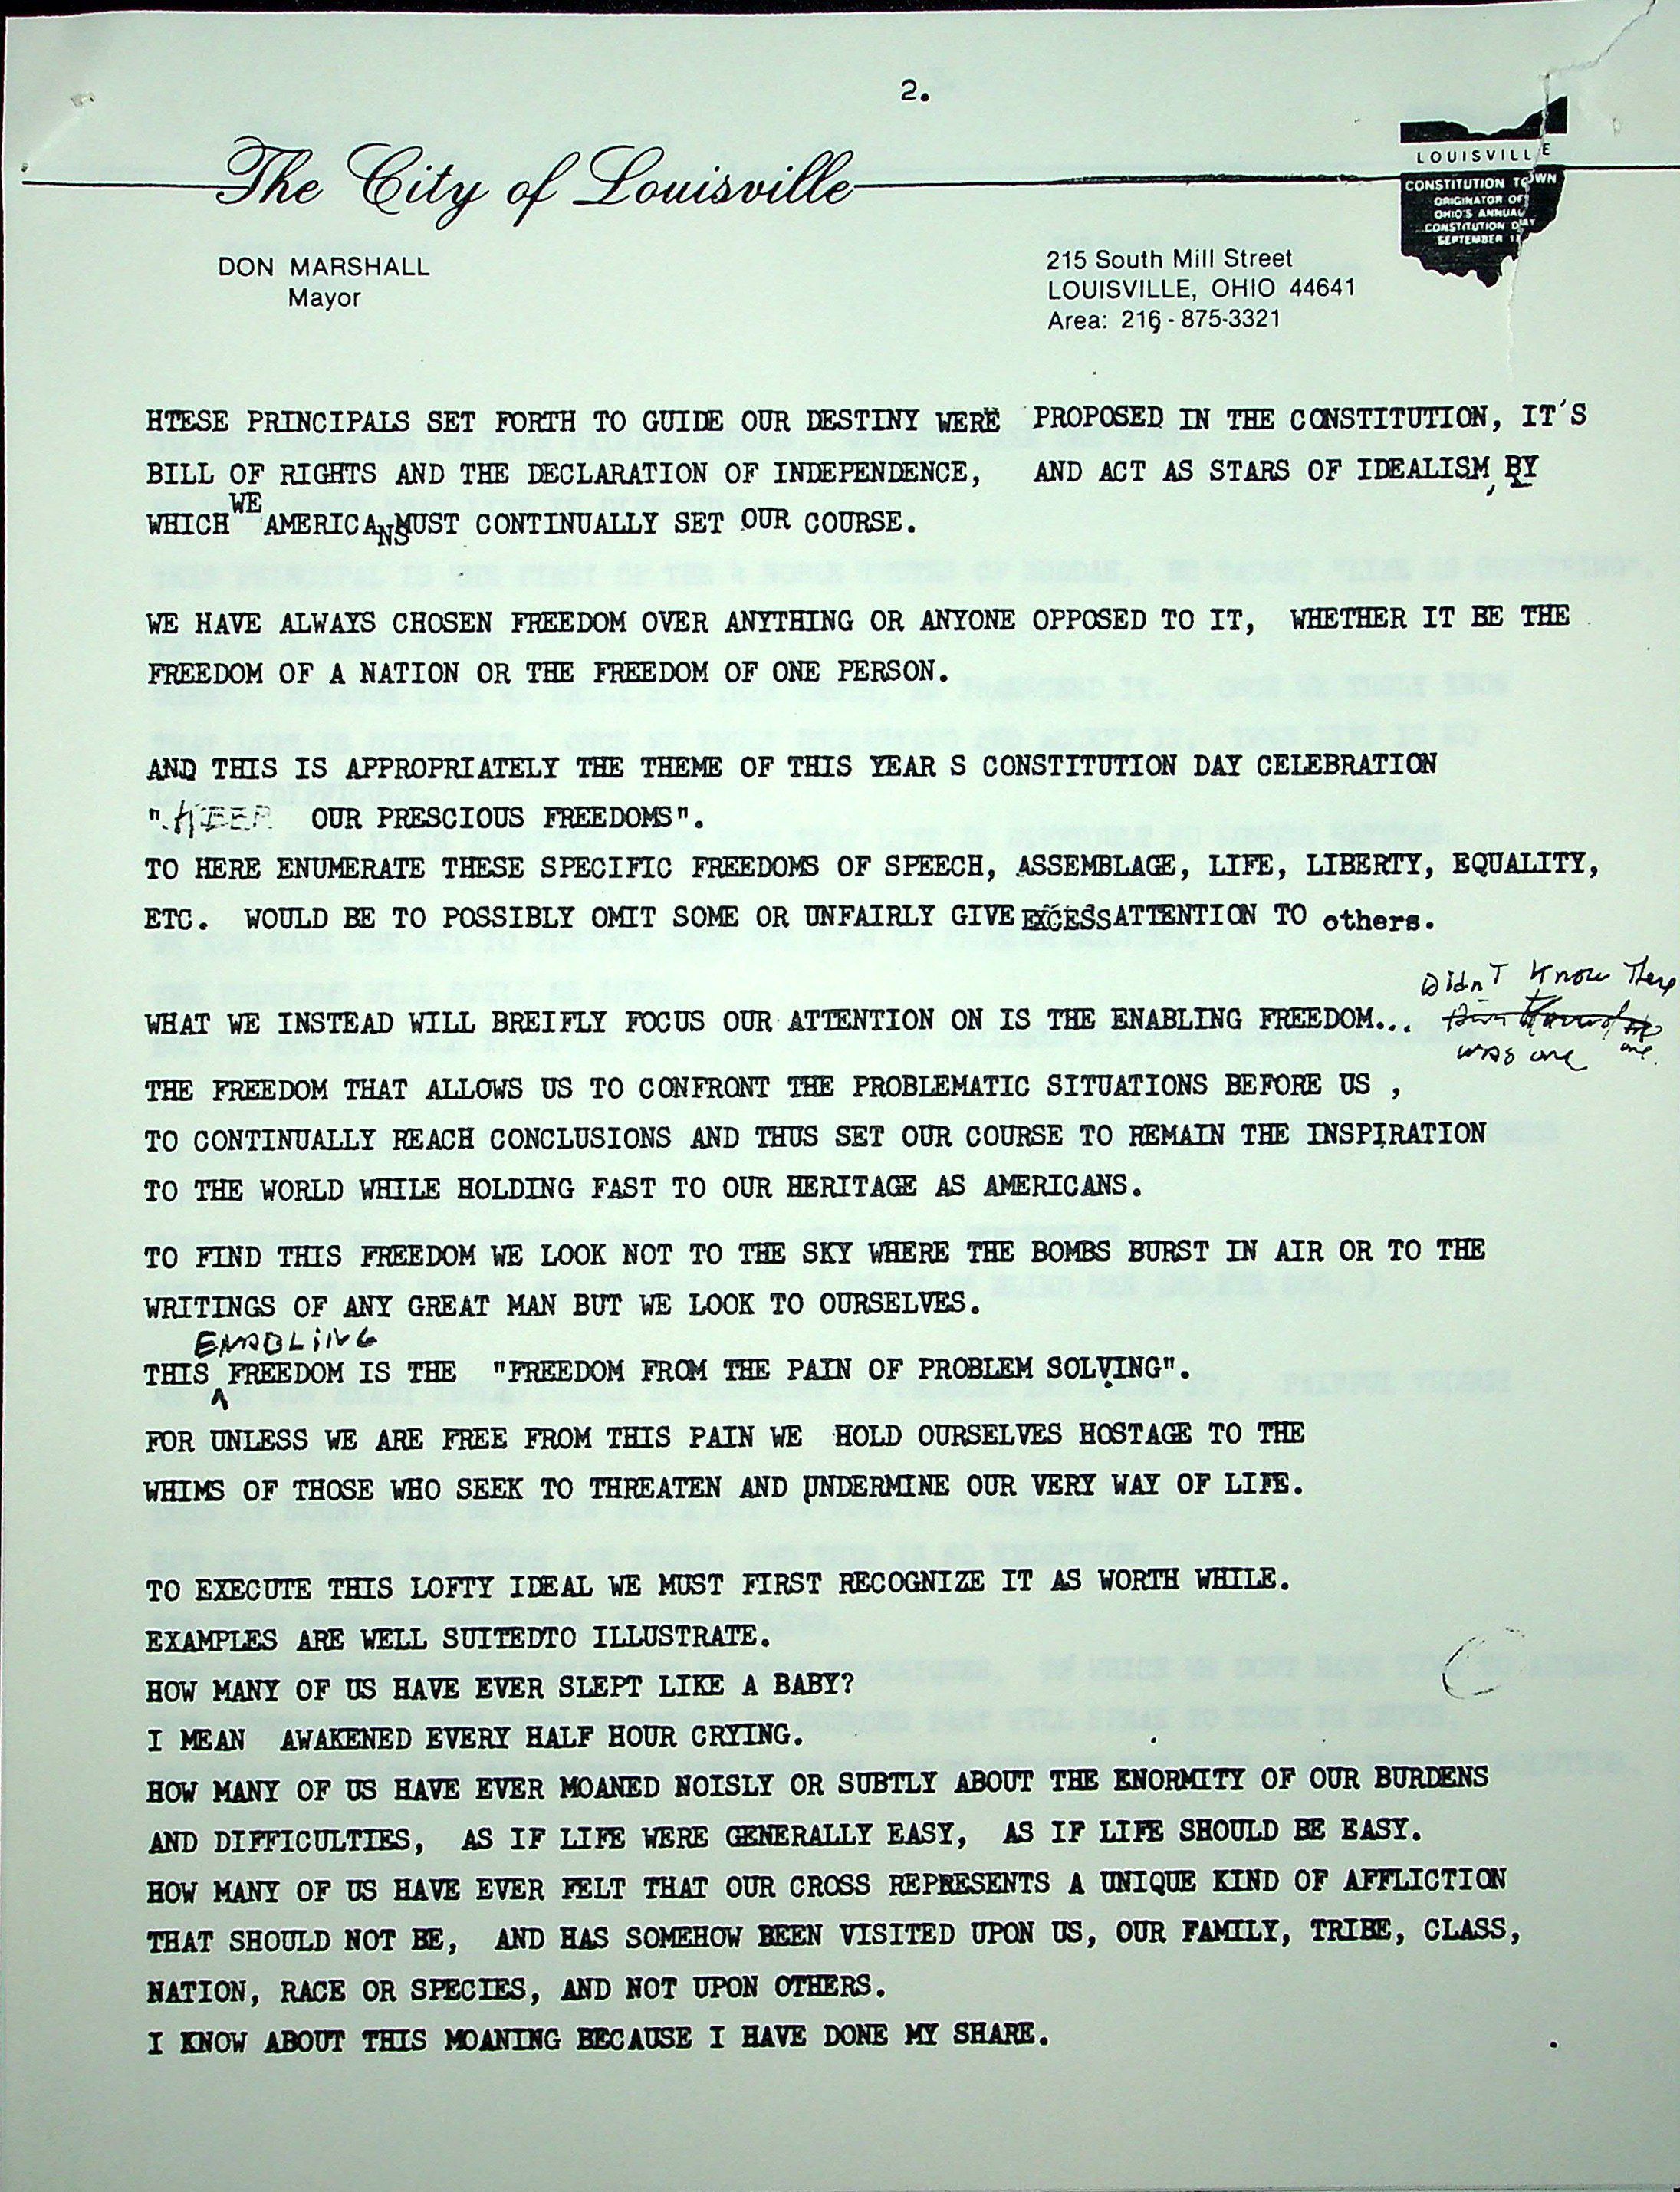 2.
The City of Louisville
LOUISVILLE
CONSTITUTION TOWN
ORIGINATOR OF
OHIO'S ANNUAL
CONSTITUTION DAY
SEPTEMBER 17
DON MARSHALL
Mayor
215 South Mill Street
LOUISVILLE, OHIO 44641
Area: 216 - 875-3321
HTESE PRINCIPALS SET FORTH TO GUIDE OUR DESTINY WERE PROPOSED IN THE CONSTITUTION, IT'S
BILL OF RIGHTS AND THE DECLARATION OF INDEPENDENCE, AND ACT AS STARS OF IDEALISM, BY
WHICH WE AMERICANS MUST CONTINUALLY SET OUR COURSE.
WE HAVE ALWAYS CHOSEN FREEDOM OVER ANYTHING OR ANYONE OPPOSED TO IT, WHETHER IT BE THE
FREEDOM OF A NATION OR THE FREEDOM OF ONE PERSON.
AND THIS IS APPROPRIATELY THE THEME OF THIS YEAR S CONSTITUTION DAY CELEBRATION
" OUR PRESCIOUS FREEDOMS".
TO HERE ENUMERATE THESE SPECIFIC FREEDOMS OF SPEECH, ASSEMBLAGE, LIFE, LIBERTY, EQUALITY,
ETC. WOULD BE TO POSSIBLY OMIT SOME OR UNFAIRLY GIVE EXCESS ATTENTION TO others.
Didn't Know There
WHAT WE INSTEAD WILL BREIFLY FOCUS OUR ATTENTION ON IS THE ENABLING FREEDOM...
was one
THE FREEDOM THAT ALLOWS US TO CONFRONT THE PROBLEMATIC SITUATIONS BEFORE US ,
TO CONTINUALLY REACH CONCLUSIONS AND THUS SET OUR COURSE TO REMAIN THE INSPIRATION
TO THE WORLD WHILE HOLDING FAST TO OUR HERITAGE AS AMERICANS.
TO FIND THIS FREEDOM WE LOOK NOT TO THE SKY WHERE THE BOMBS BURST IN AIR OR TO THE
WRITINGS OF ANY GREAT MAN BUT WE LOOK TO OURSELVES.
ENABLING
THIS FREEDOM IS THE "FREEDOM FROM THE PAIN OF PROBLEM SOLVING".
FOR UNLESS WE ARE FREE FROM THIS PAIN WE HOLD OURSELVES HOSTAGE TO THE
WHIMS OF THOSE WHO SEEK TO THREATEN AND UNDERMINE OUR VERY WAY OF LIFE.
TO EXECUTE THIS LOFTY IDEAL WE MUST FIRST RECOGNIZE IT AS WORTH WHILE.
EXAMPLES ARE WELL SUITEDTO ILLUSTRATE.
HOW MANY OF US HAVE EVER SLEPT LIKE A BABY?
I MEAN AWAKENED EVERY HALF HOUR CRYING.
HOW MANY OF US HAVE EVER MOANED NOISLY OR SUBTLY ABOUT THE ENORMITY OF OUR BURDENS
AND DIFFICULTIES, AS IF LIFE WERE GENERALLY EASY, AS IF LIFE SHOULD BE EASY.
HOW MANY OF US HAVE EVER FELT THAT OUR CROSS REPRESENTS A UNIQUE KIND OF AFFLICTION
THAT SHOULD NOT BE, AND HAS SOMEHOW BEEN VISITED UPON US, OUR FAMILY, TRIBE, CLASS,
NATION, RACE OR SPECIES, AND NOT UPON OTHERS.
I KNOW ABOUT THIS MOANING BECAUSE I HAVE DONE MY SHARE.